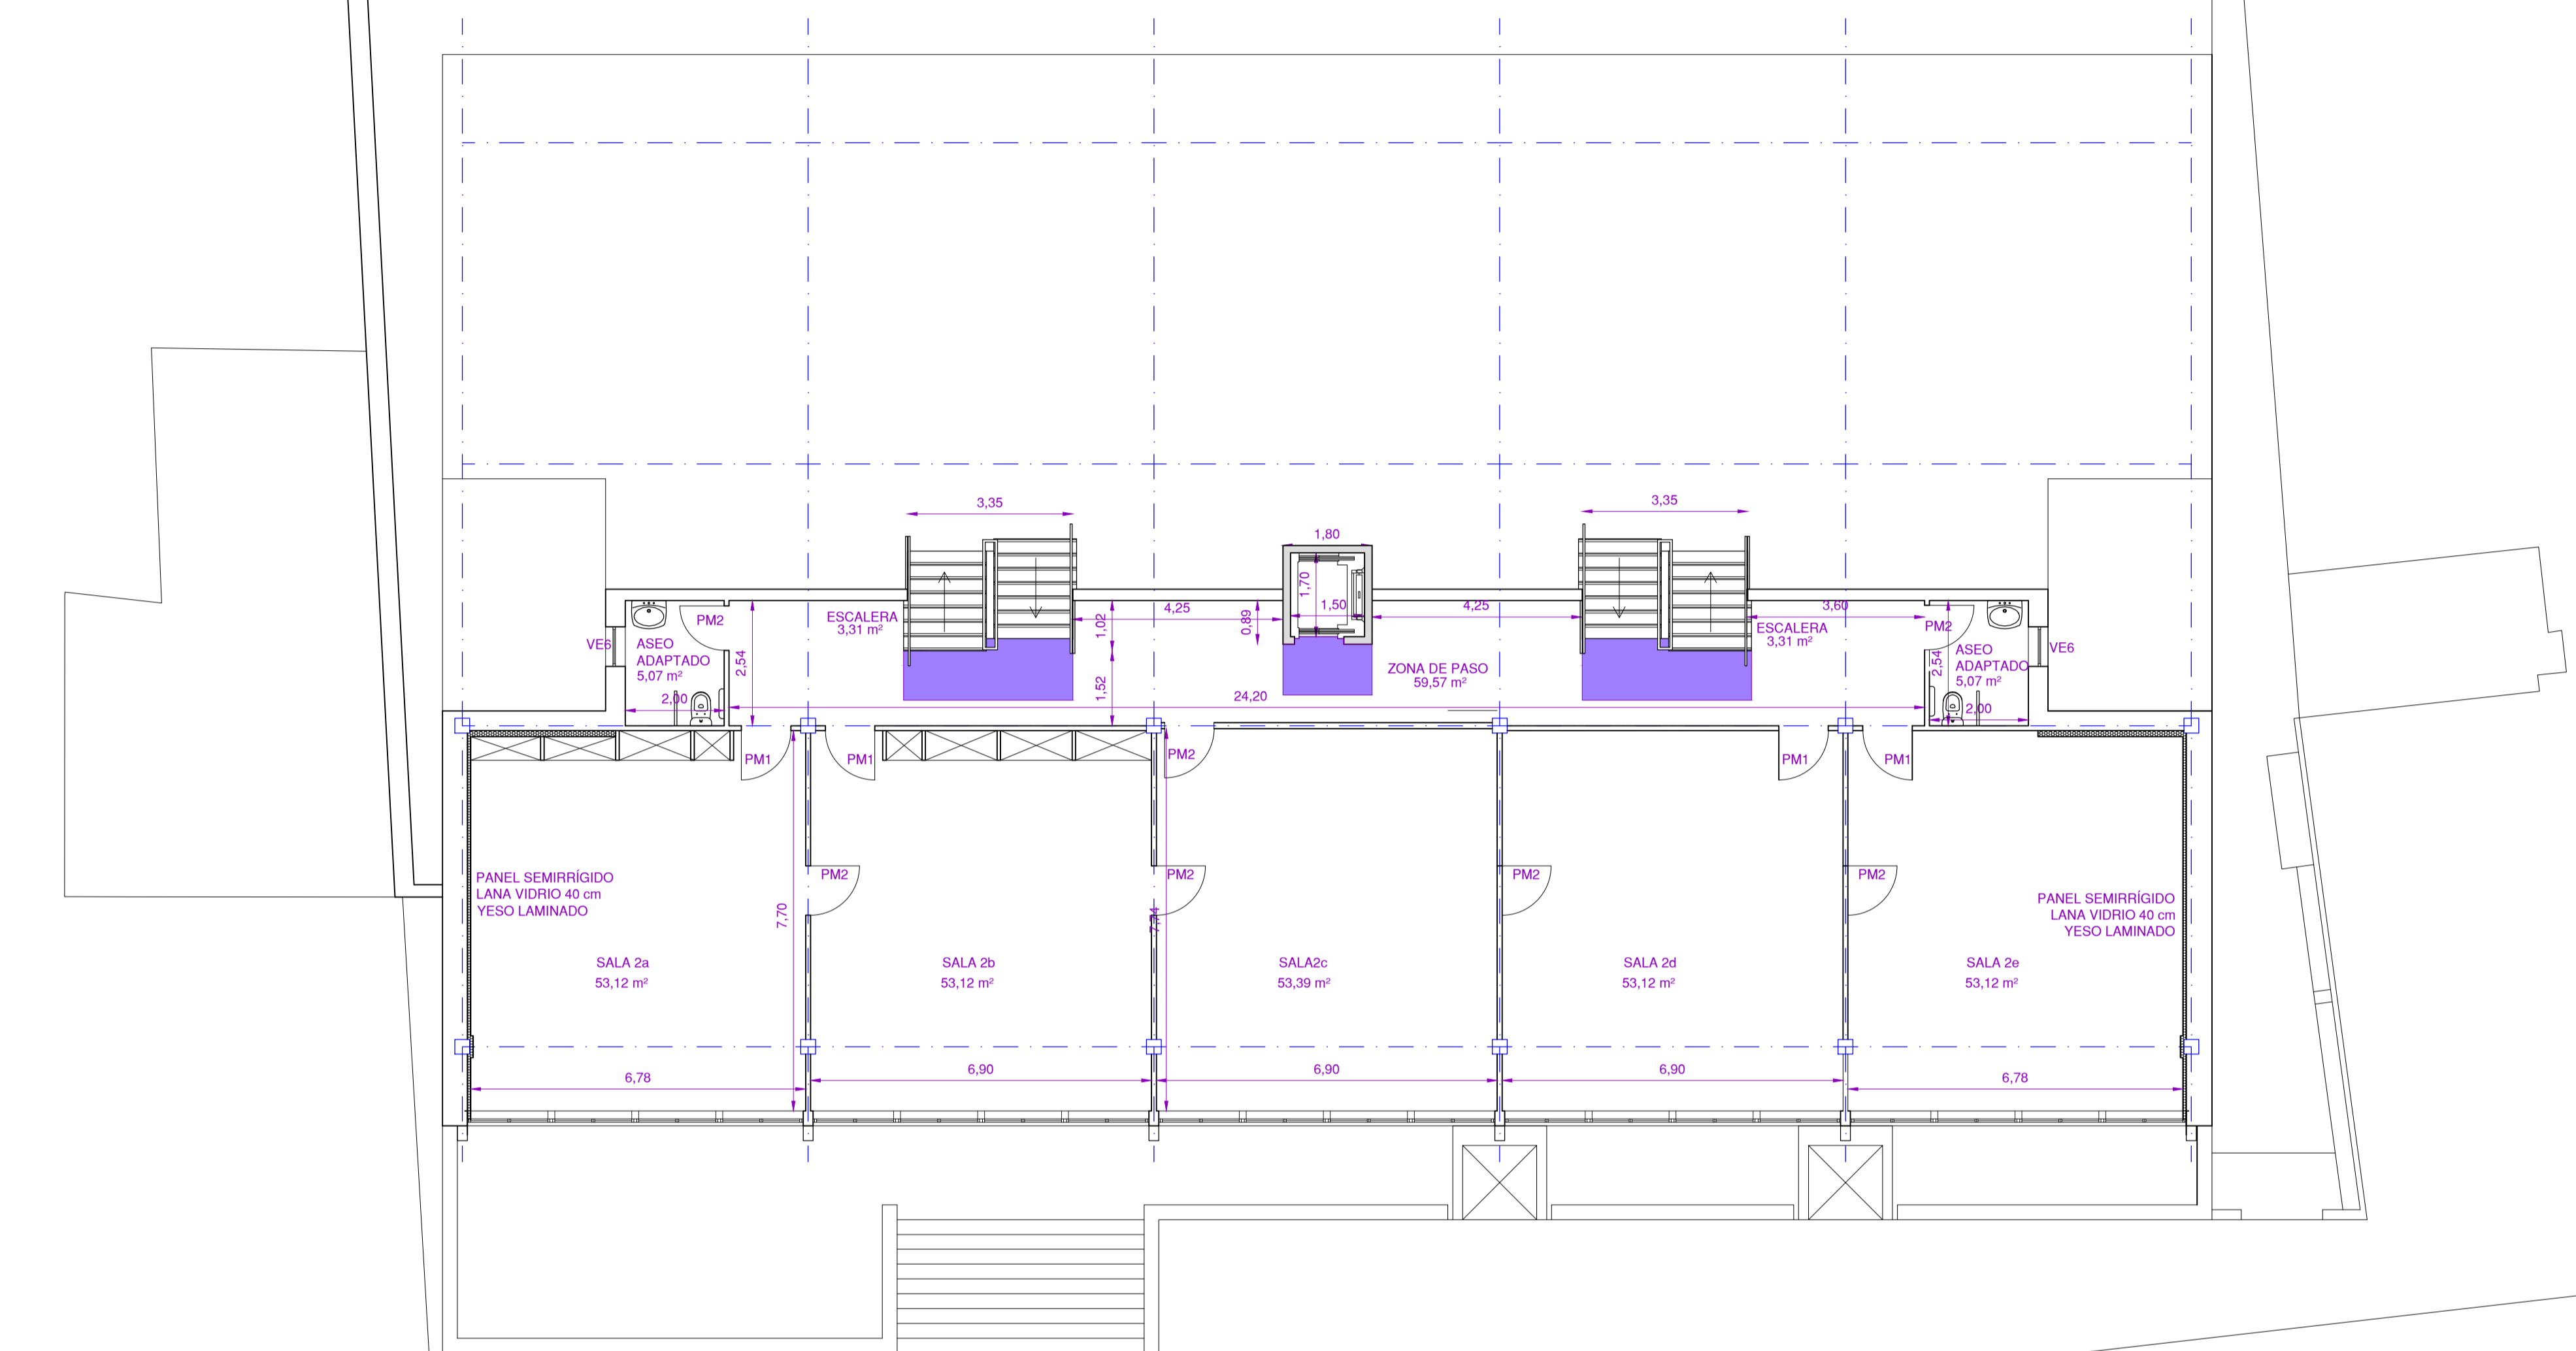 3,35
3,35
1,80
1,70
1,50
4,25
4,25
3,60
1,02
0,89
ESCALERA
3,31 m²
ESCALERA
3,31 m²
PM2
PM2
VE6
ASEO
ADAPTADO
5,07 m²
2,00
2,54
1,52
ZONA DE PASO
59,57 m²
24,20
2,54
ASEO
ADAPTADO
5,07 m²
2,00
VE6
PM1
PM1
PM2
PM1
PM1
PANEL SEMIRRÍGIDO
LANA VIDRIO 40 cm
YESO LAMINADO
7,70
PM2
7,74
PM2
PM2
PM2
PANEL SEMIRRÍGIDO
LANA VIDRIO 40 cm
YESO LAMINADO
SALA 2a
53,12 m²
SALA 2b
53,12 m²
SALA2c
53,39 m²
SALA 2d
53,12 m²
SALA 2e
53,12 m²
6,78
6,90
6,90
6,90
6,78